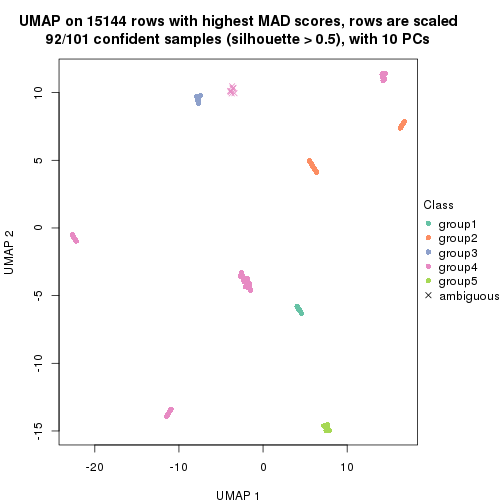 UMAP on 15144 rows with highest MAD scores, rows are scaled
92/101 confident samples (silhouette > 0.5), with 10 PCs
10
5
0
-5
-10
-15
UMAP 2
-20
-10
0
10
UMAP 1
Class
group1
group2
group3
group4
group5
ambiguous